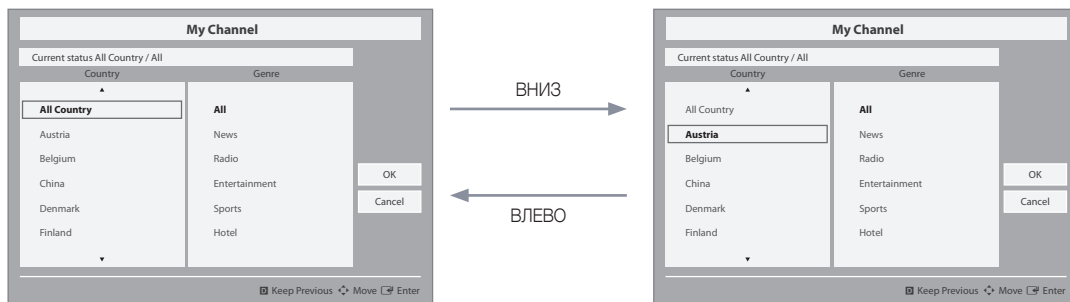 My Channel
Current status All Country / All
Country Genre
All Country All
Austria News
Belgium Radio
China Entertainment
Denmark Sports
Finland Hotel
OK
Cancel
Keep Previous Move Enter
ВНИЗ
ВЛЕВО
My Channel
Current status All Country / All
Country Genre
All Country All
Austria News
Belgium Radio
China Entertainment
Denmark Sports
Finland Hotel
OK
Cancel
Keep Previous Move Enter